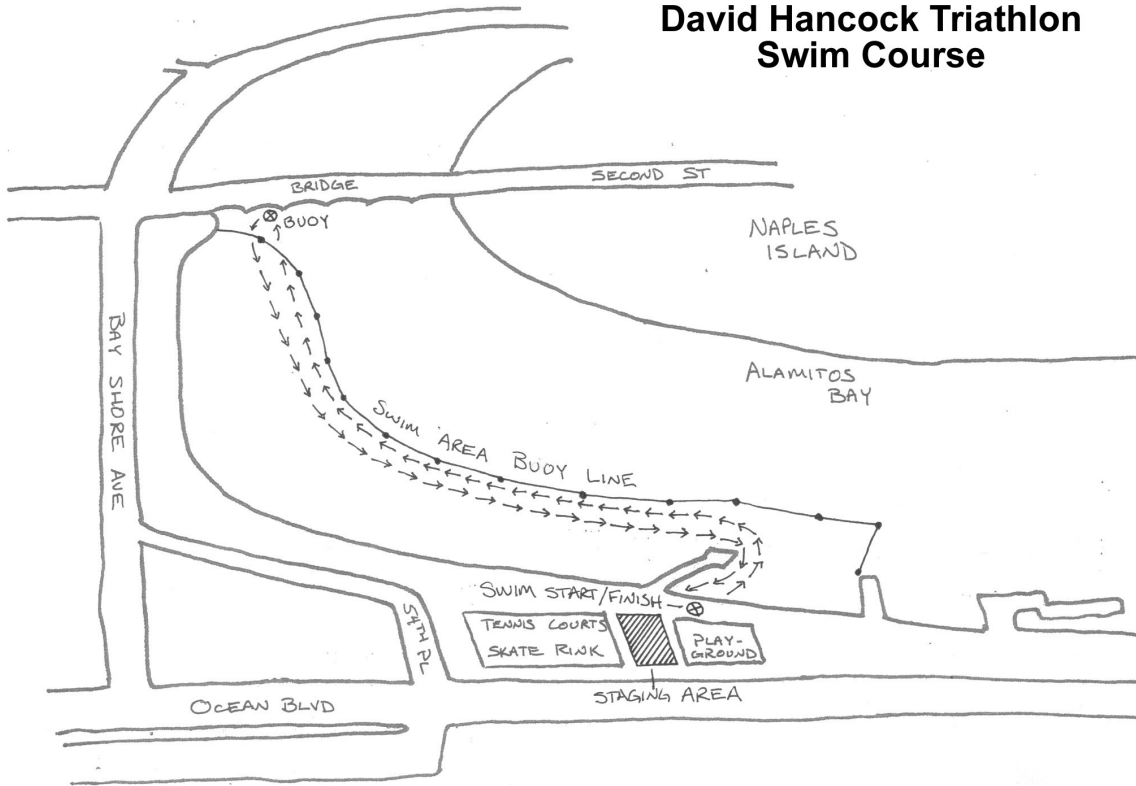 David Hancock Triathlon
Swim Course
BRIDGE
SECOND ST
BUOY
NAPLES
ISLAND
BAY SHORE AVE
ALAMITOS
BAY
SWIM AREA BUOY LINE
SWIM START/FINISH
54TH PL
TENNIS COURTS
SKATE RINK
PLAY-
GROUND
STAGING AREA
OCEAN BLVD